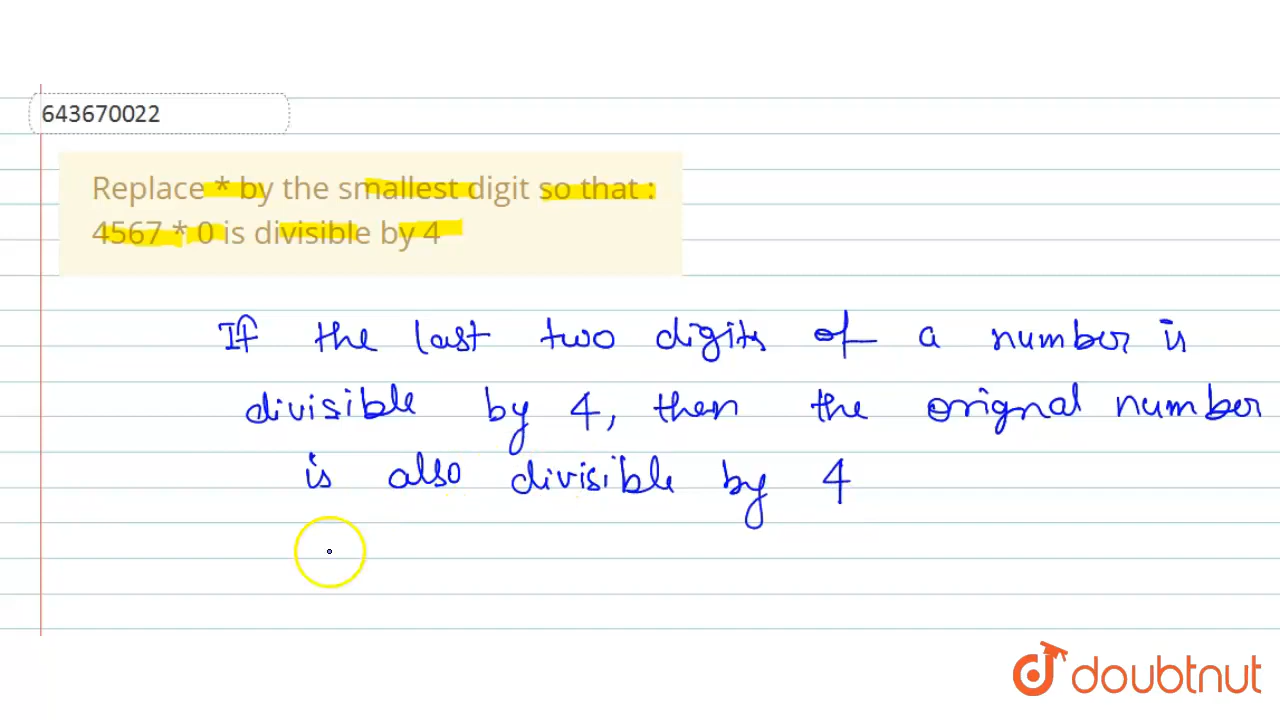 643670022
Replace * by the smallest digit so that :
4567 * 0 is divisible by 4
If the last two digits of a number is
divisible by 4, then the orignal number
is also divisible by 4
doubtnut